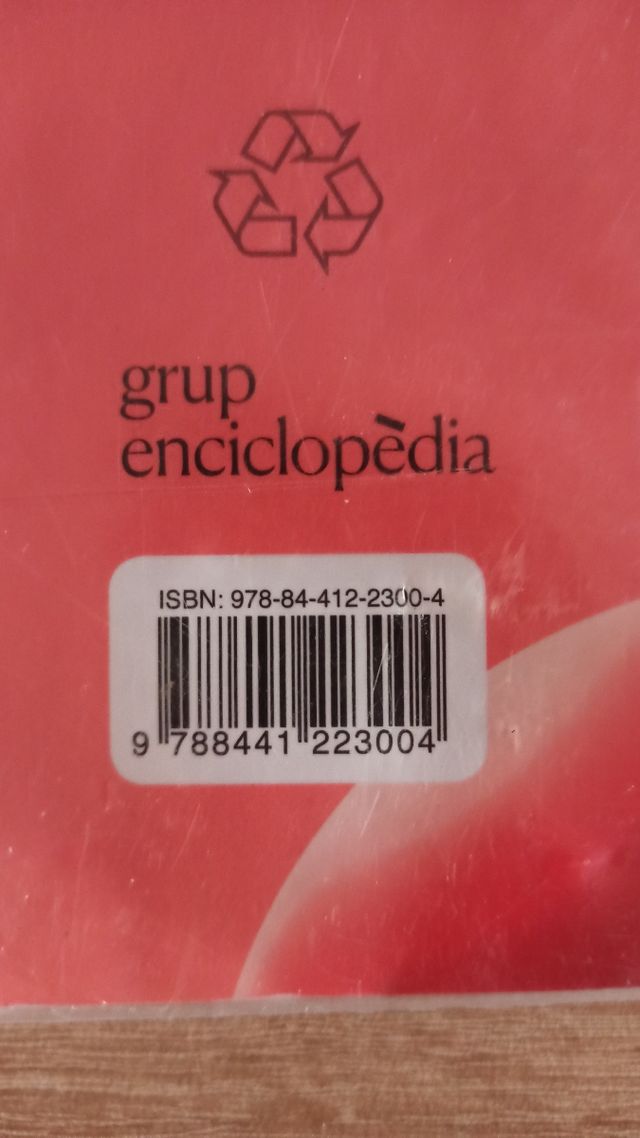 grup
enciclopèdia
ISBN: 978-84-412-2300-4
9 788441 223004